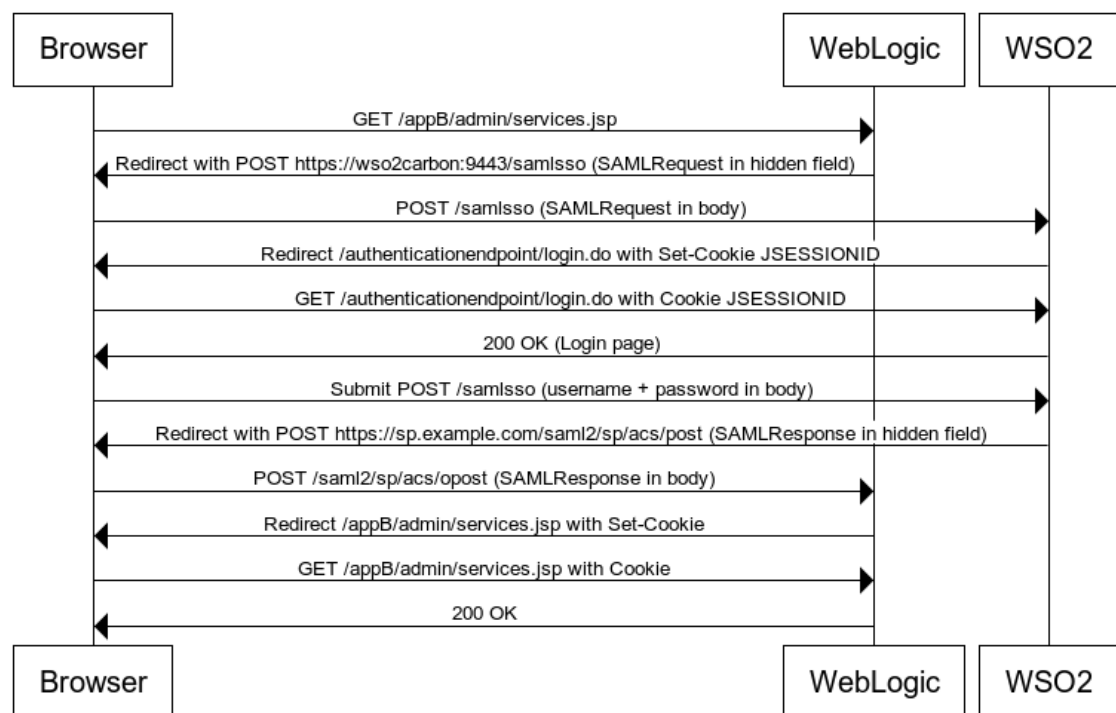 Browser WebLogic WSO2
GET /appB/admin/services.jsp
Redirect with POST https://wso2carbon:9443/samlsso (SAMLRequest in hidden field)
POST /samlsso (SAMLRequest in body)
Redirect /authenticationendpoint/login.do with Set-Cookie JSESSIONID
GET /authenticationendpoint/login.do with Cookie JSESSIONID
200 OK (Login page)
Submit POST /samlsso (username + password in body)
Redirect with POST https://sp.example.com/saml2/sp/acs/post (SAMLResponse in hidden field)
POST /saml2/sp/acs/opost (SAMLResponse in body)
Redirect /appB/admin/services.jsp with Set-Cookie
GET /appB/admin/services.jsp with Cookie
200 OK
Browser WebLogic WSO2